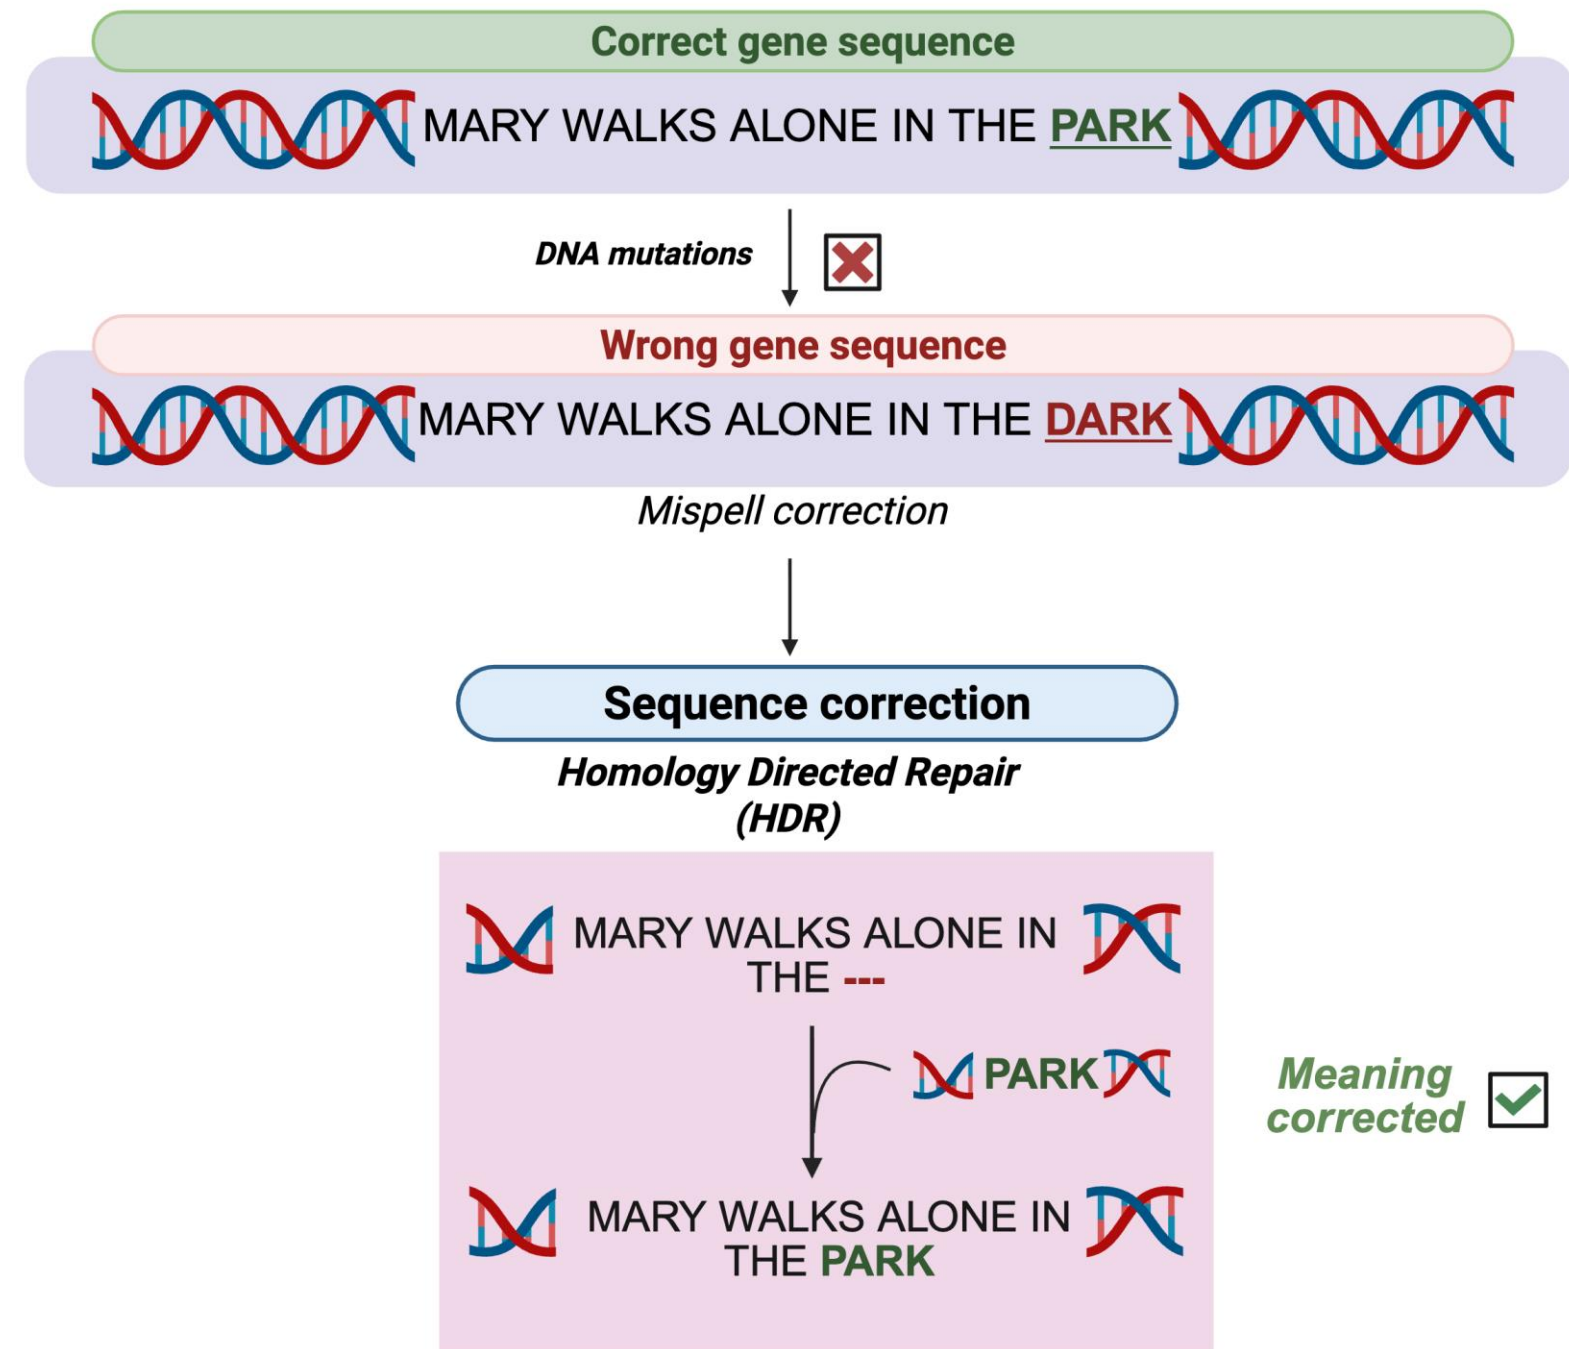 Correct gene sequence
MARY WALKS ALONE IN THE PARK
DNA mutations
Wrong gene sequence
MARY WALKS ALONE IN THE DARK
Mispell correction
Sequence correction
Homology Directed Repair
(HDR)
MARY WALKS ALONE IN
THE ---
PARK
Meaning
corrected
MARY WALKS ALONE IN
THE PARK